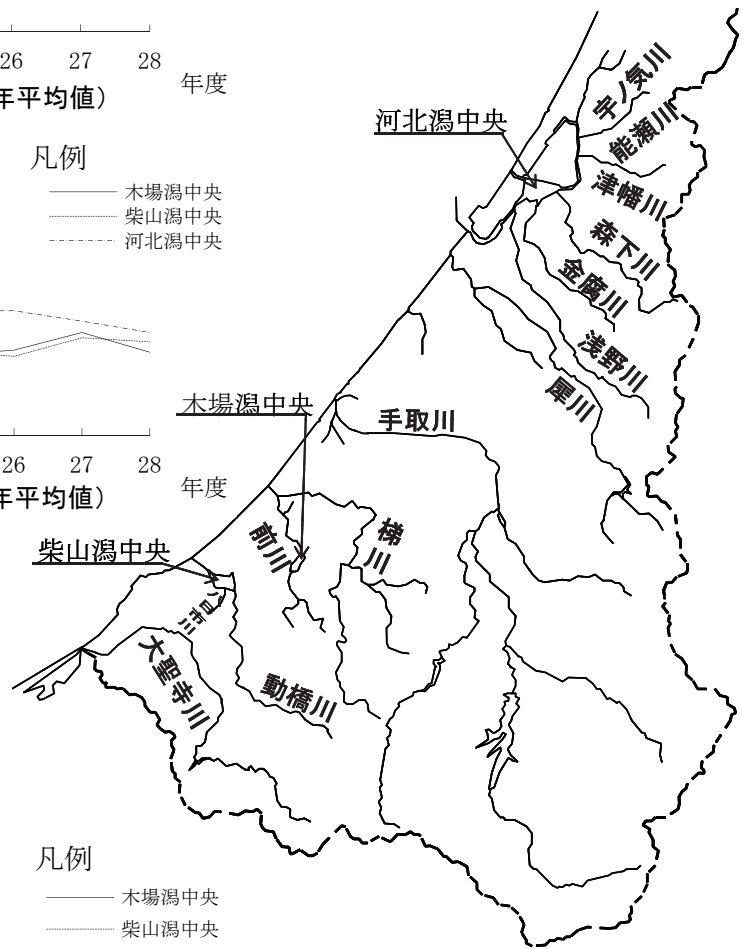 26 27 28 年度
年平均値）
凡例
木場潟中央
柴山潟中央
河北潟中央
26 27 28 年度
年平均値）
凡例
木場潟中央
柴山潟中央
河北潟中央
宇ノ気川
能瀬川
津幡川
森下川
金腐川
浅野川
犀川
木場潟中央
手取川
柴山潟中央
前川
梯川
八日市川
大聖寺川
動橋川